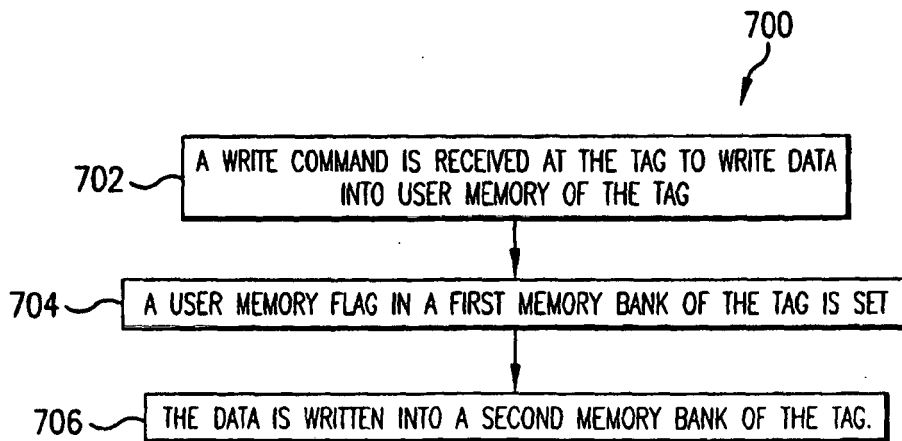 700
702
A WRITE COMMAND IS RECEIVED AT THE TAG TO WRITE DATA
INTO USER MEMORY OF THE TAG
704
A USER MEMORY FLAG IN A FIRST MEMORY BANK OF THE TAG IS SET
706
THE DATA IS WRITTEN INTO A SECOND MEMORY BANK OF THE TAG.